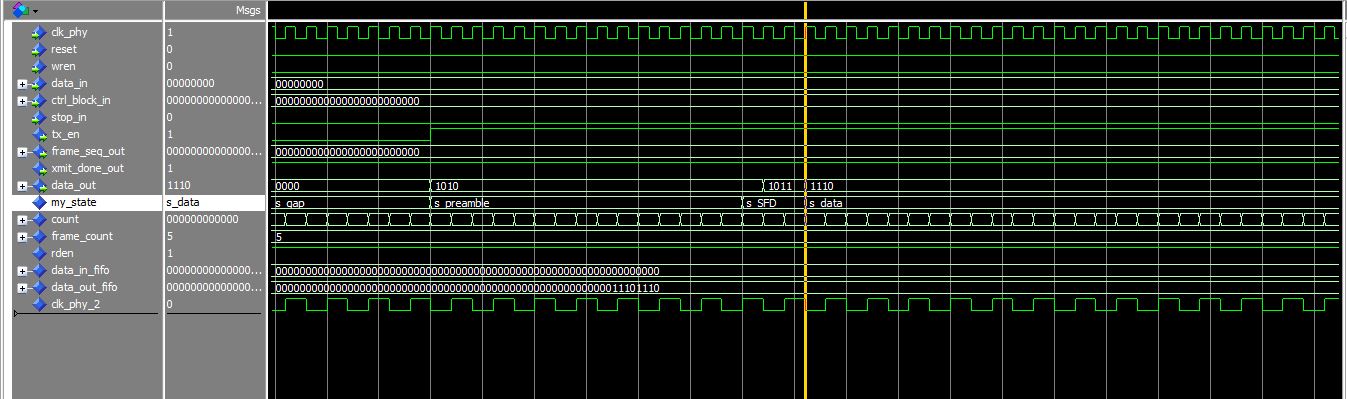 Msgs
clk_phy 1
reset 0
wren 0
data_in 00000000 00000000
ctrl_block_in 00000000000000... 000000000000000000000000
stop_in 0
tx_en 1
frame_seq_out 00000000000000... 000000000000000000000000
xmit_done_out 1
data_out 1110 0000 1010 1011 1110
my_state s_data s_gap s_preamble s_SFD s_data
count 000000000000
frame_count 5 5
rden 1
data_in_fifo 00000000000000...
data_out_fifo 00000000000000...
clk_phy_2 0